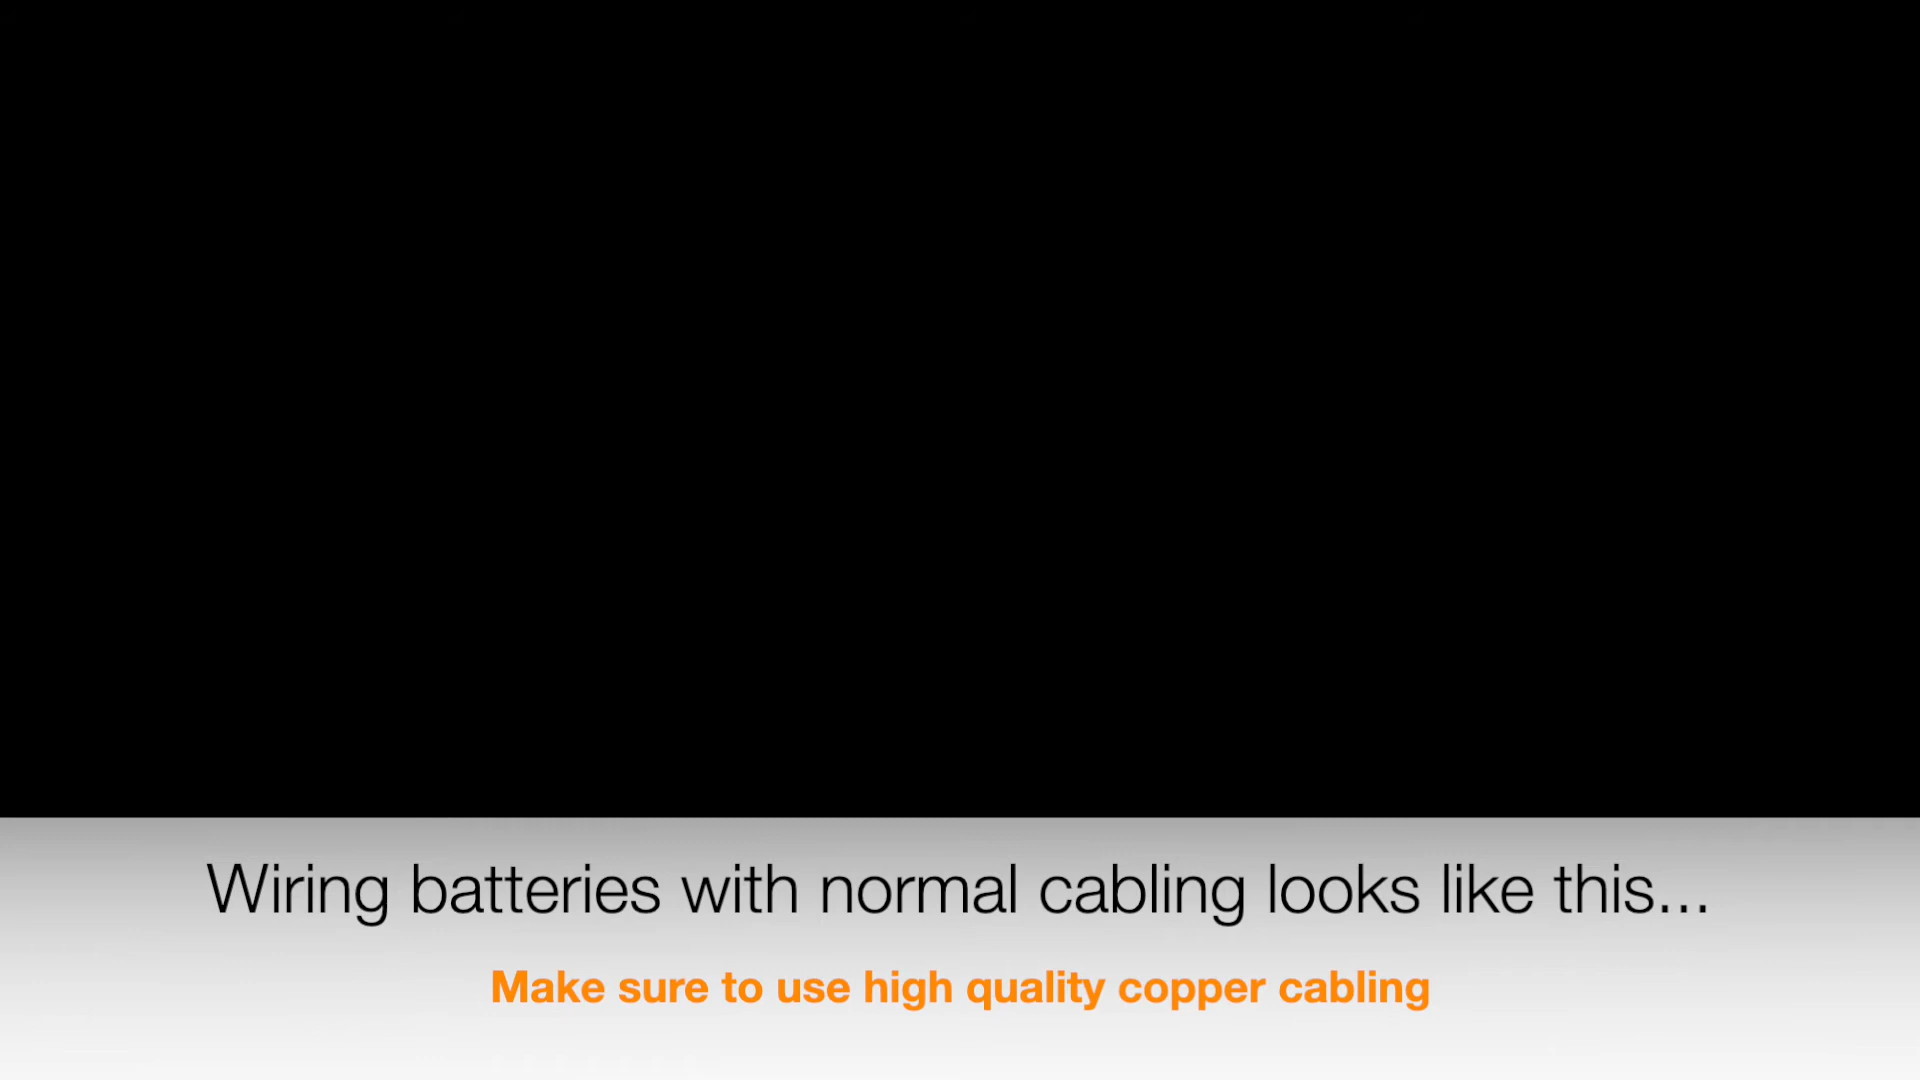 Wiring batteries with normal cabling looks like this...
Make sure to use high quality copper cabling